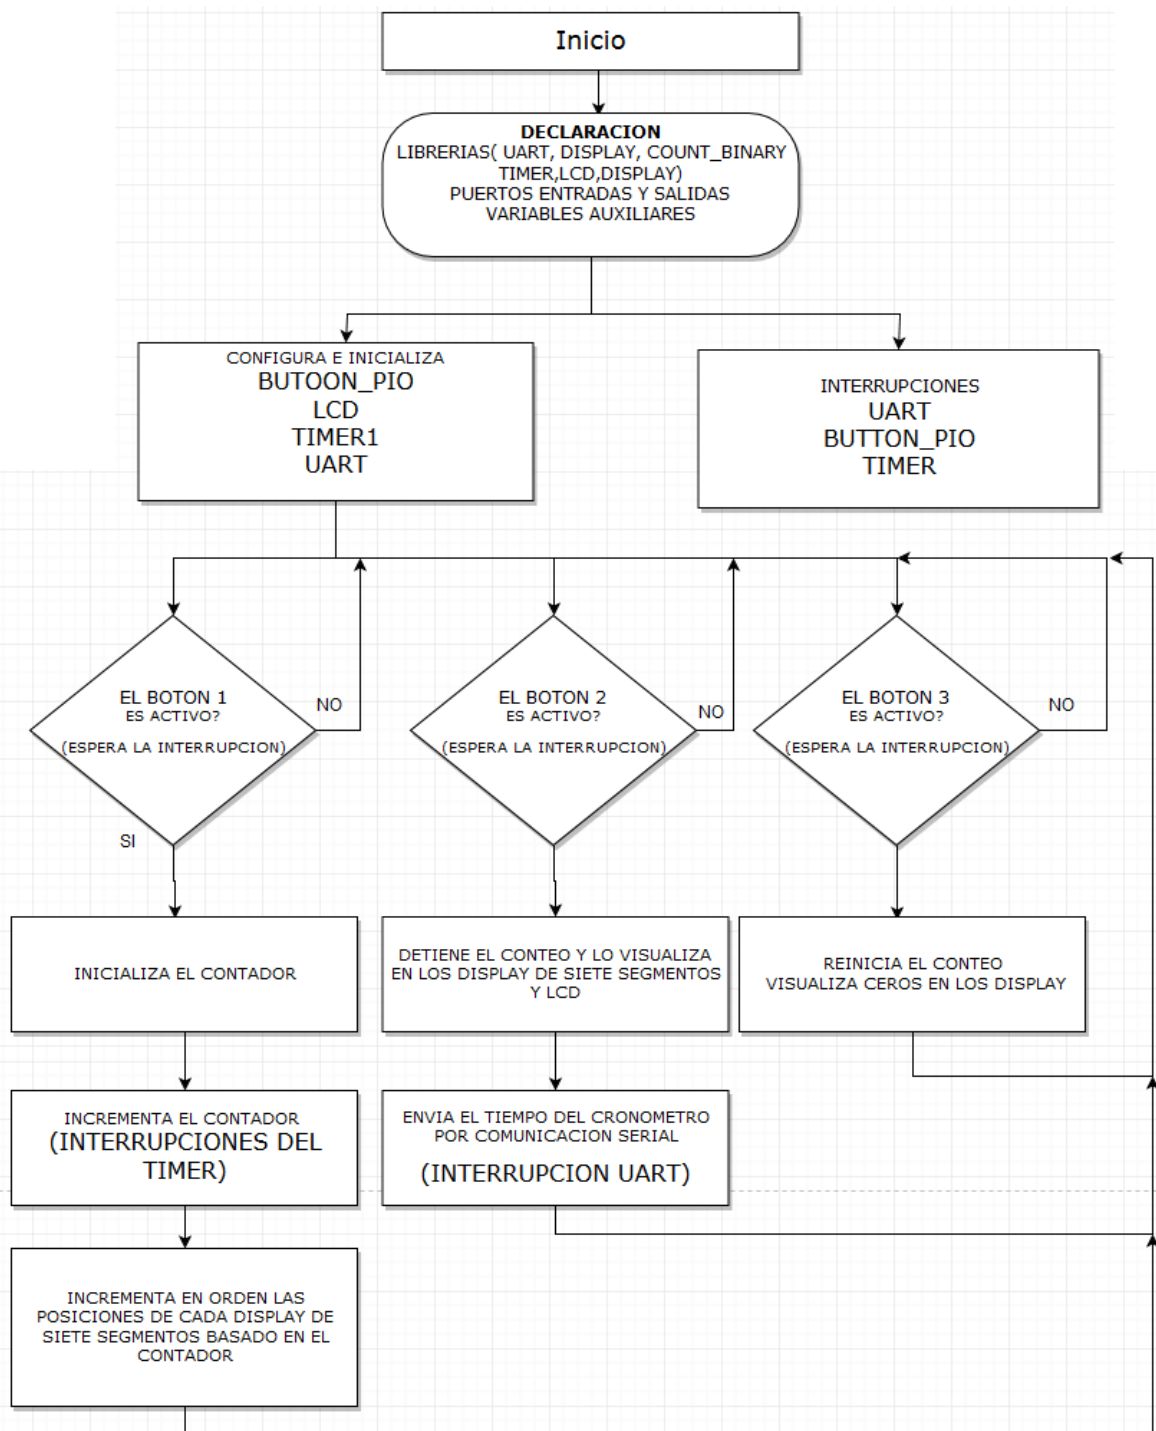 Inicio
DECLARACION
LIBRERIAS( UART, DISPLAY, COUNT_BINARY
TIMER,LCD,DISPLAY)
PUERTOS ENTRADAS Y SALIDAS
VARIABLES AUXILIARES
CONFIGURA E INICIALIZA
BUTOON_PIO
LCD
TIMER1
UART
INTERRUPCIONES
UART
BUTTON_PIO
TIMER
EL BOTON 1
ES ACTIVO?
(ESPERA LA INTERRUPCION)
NO
SI
EL BOTON 2
ES ACTIVO?
(ESPERA LA INTERRUPCION)
NO
EL BOTON 3
ES ACTIVO?
(ESPERA LA INTERRUPCION)
NO
INICIALIZA EL CONTADOR
DETIENE EL CONTEO Y LO VISUALIZA
EN LOS DISPLAY DE SIETE SEGMENTOS
Y LCD
REINICIA EL CONTEO
VISUALIZA CEROS EN LOS DISPLAY
INCREMENTA EL CONTADOR
(INTERRUPCIONES DEL
TIMER)
ENVIA EL TIEMPO DEL CRONOMETRO
POR COMUNICACION SERIAL
(INTERRUPCION UART)
INCREMENTA EN ORDEN LAS
POSICIONES DE CADA DISPLAY DE
SIETE SEGMENTOS BASADO EN EL
CONTADOR